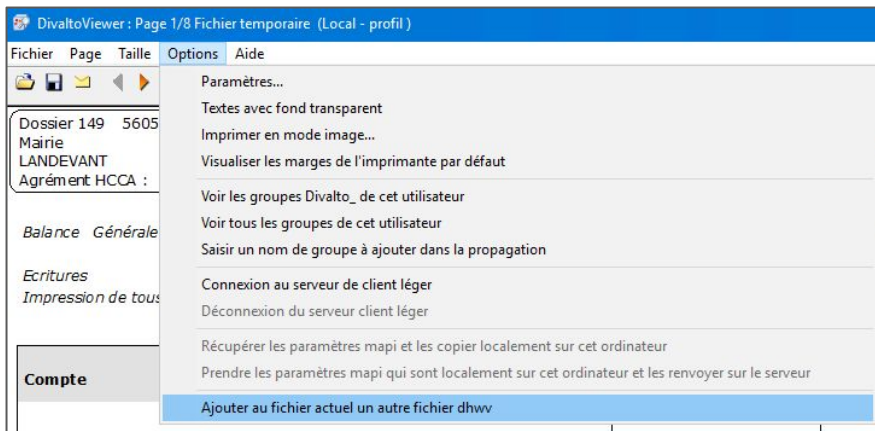 DivaltoViewer : Page 1/8 Fichier temporaire (Local - profil )
Fichier Page Taille Options Aide
Paramètres...
Textes avec fond transparent
Imprimer en mode image...
Visualiser les marges de l'imprimante par défaut
Voir les groupes Divalto_ de cet utilisateur
Voir tous les groupes de cet utilisateur
Saisir un nom de groupe à ajouter dans la propagation
Connexion au serveur de client léger
Déconnexion du serveur client léger
Récupérer les paramètres mapi et les copier localement sur cet ordinateur
Prendre les paramètres mapi qui sont localement sur cet ordinateur et les renvoyer sur le serveur
Ajouter au fichier actuel un autre fichier dhwv
Dossier 149 5605
Mairie
LANDEVANT
Agrément HCCA :
Balance Générale
Ecritures
Impression de tous
Compte